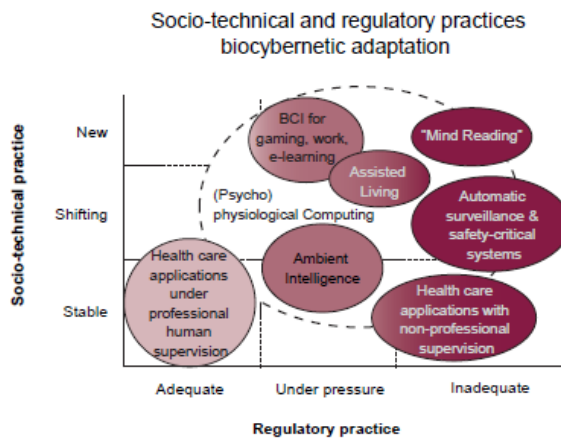 Socio-technical and regulatory practices
biocybernetic adaptation
Socio-technical practice
New
Shifting
Stable
BCI for
gaming, work,
e-learning
"Mind Reading"
Assisted
Living
(Psycho)
physiological Computing
Automatic
surveillance &
safety-critical
systems
Health care
applications
under
professional
human
supervision
Ambient
Intelligence
Health care
applications with
non-professional
supervision
Adequate
Under pressure
Inadequate
Regulatory practice